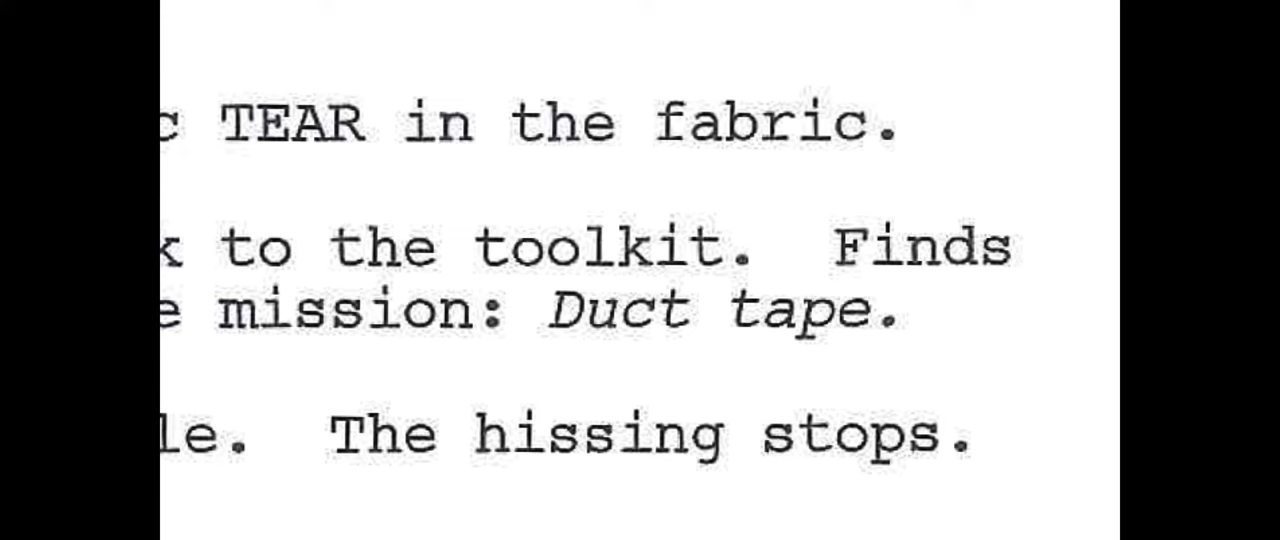 TEAR in the fabric.
to the toolkit.  Finds
mission: Duct tape.
The hissing stops.